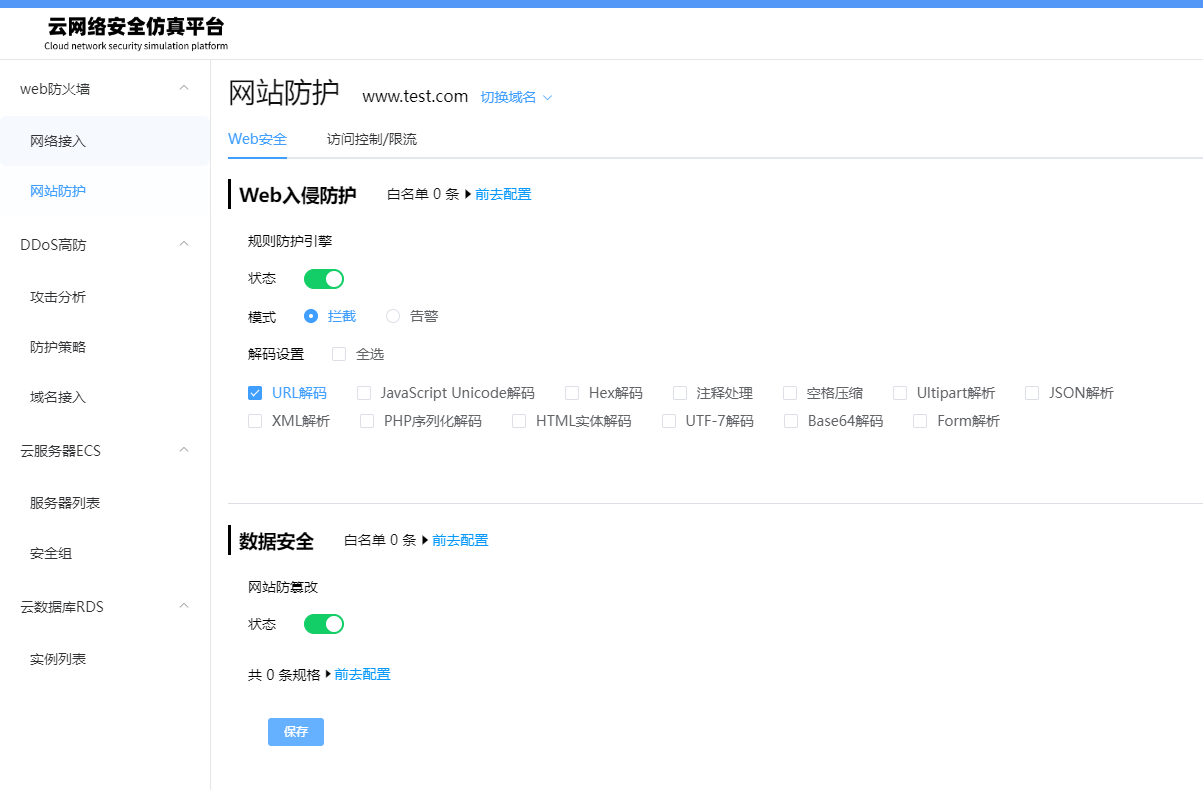 云网络安全仿真平台
Cloud network security simulation platform
web防火墙
网络接入
网站防护
DDoS高防
攻击分析
防护策略
域名接入
云服务器ECS
服务器列表
安全组
云数据库RDS
实例列表
网站防护 www.test.com 切换域名
Web安全 访问控制/限流
Web入侵防护 白名单 0 条 前去配置
规则防护引擎
状态
模式 拦截 告警
解码设置 全选
URL解码 JavaScript Unicode解码 Hex解码 注释处理 空格压缩 Ultipart解析 JSON解析
XML解析 PHP序列化解码 HTML实体解码 UTF-7解码 Base64解码 Form解析
数据安全 白名单 0 条 前去配置
网站防篡改
状态
共 0 条规格 前去配置
保存